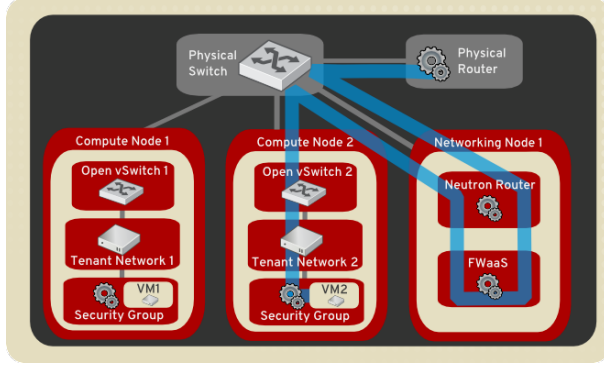 Physical
Switch
Physical
Router
Compute Node 1
Open vSwitch 1
Tenant Network 1
VM1
Security Group
Compute Node 2
Open vSwitch 2
Tenant Network 2
VM2
Security Group
Networking Node 1
Neutron Router
FWaaS